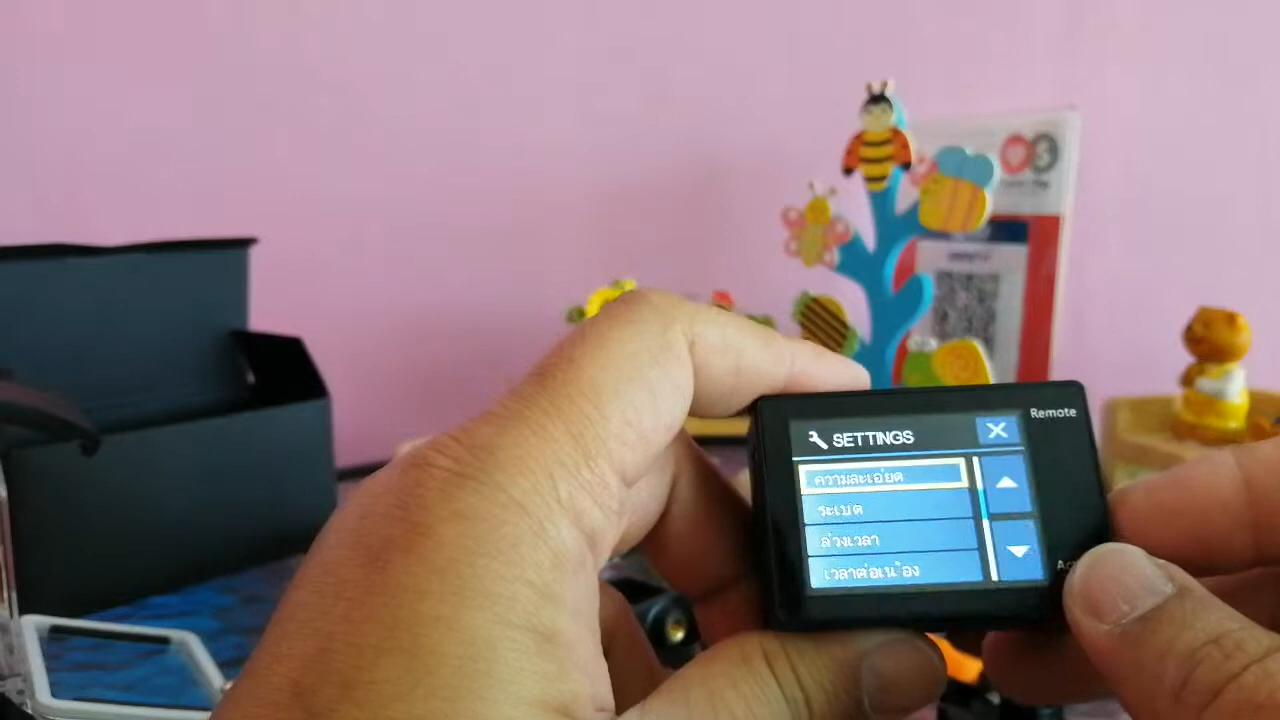 Remote
SETTINGS
ความละเอียด
ระเบิด
ล่วงเวลา
เวลาต่อเนื่อง